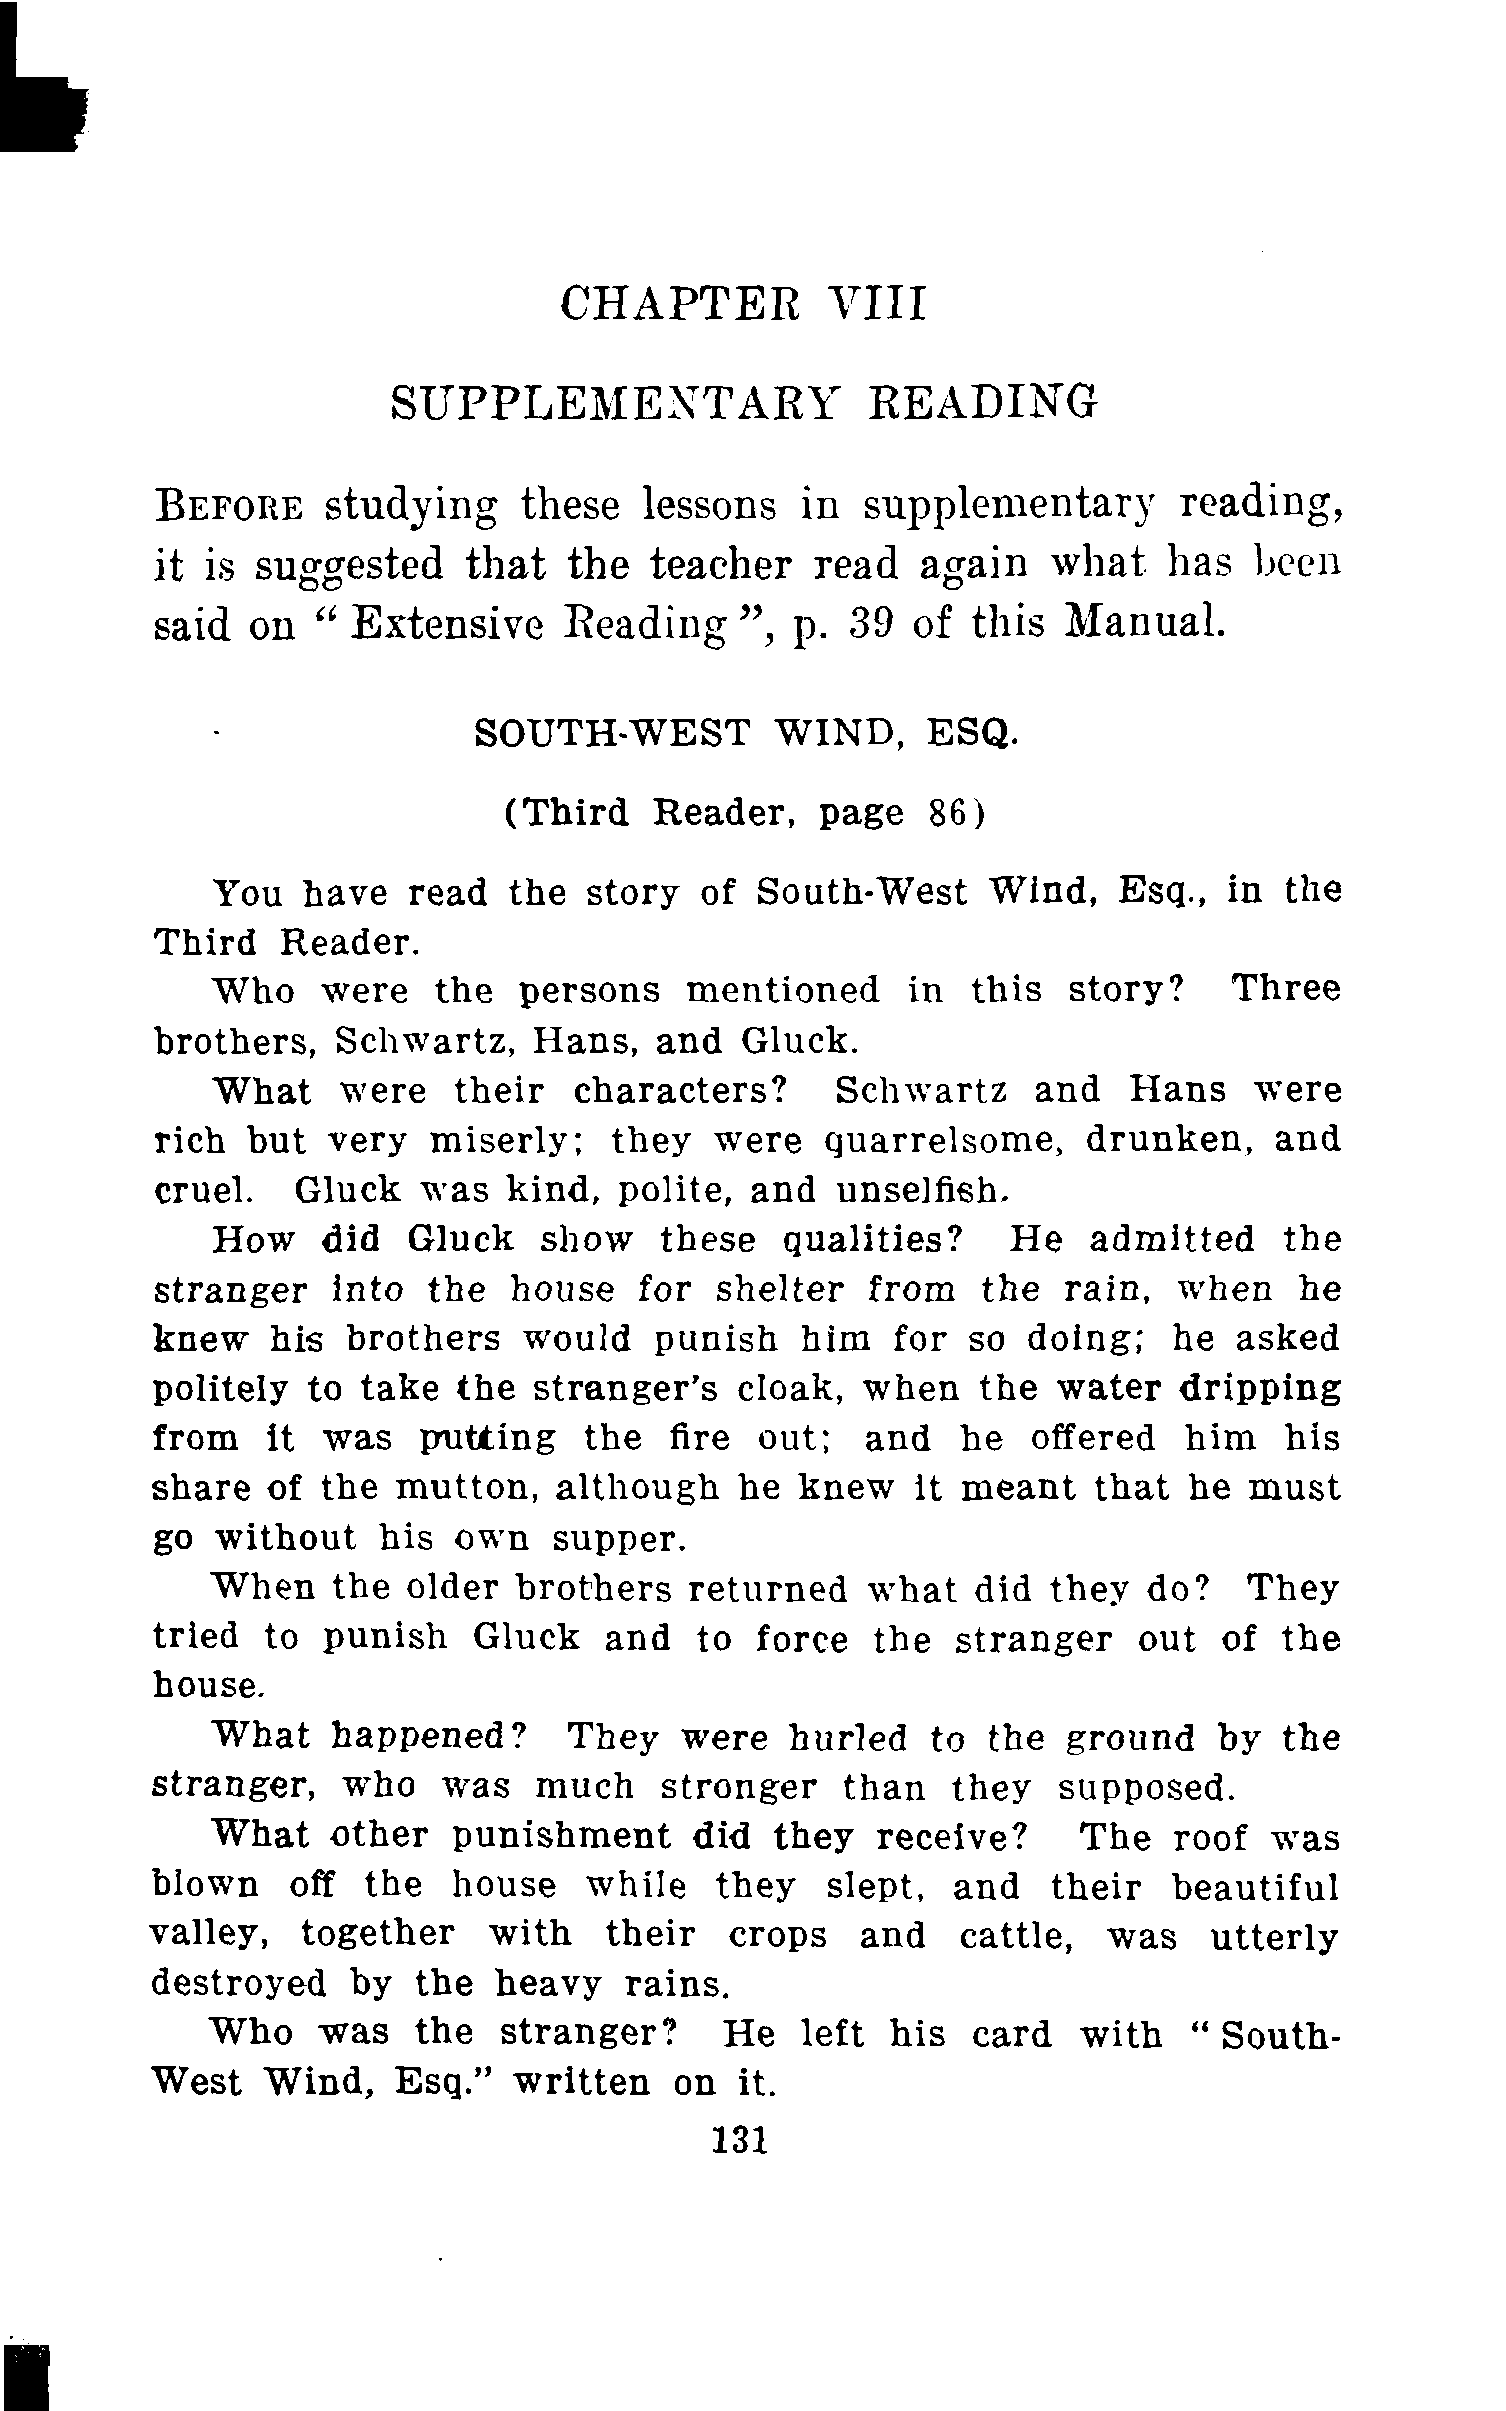 CHAPTER VIII
SUPPLEMENTARY READING
BEFORE studying these lessons in supplementary reading,
it is suggested that the teacher read again what has been
said on “ Extensive Reading ”, p. 39 of this Manual.
SOUTH-WEST WIND, ESQ.
(Third Reader, page 86)
You have read the story of South-West Wind, Esq., in the
Third Reader.
Who were the persons mentioned in this story? Three
brothers, Schwartz, Hans, and Gluck.
What were their characters? Schwartz and Hans were
rich but very miserly; they were quarrelsome, drunken, and
cruel. Gluck was kind, polite, and unselfish.
How did Gluck show these qualities? He admitted the
stranger into the house for shelter from the rain, when he
knew his brothers would punish him for so doing; he asked
politely to take the stranger's cloak, when the water dripping
from it was putting the fire out; and he offered him his
share of the mutton, although he knew it meant that he must
go without his own supper.
When the older brothers returned what did they do? They
tried to punish Gluck and to force the stranger out of the
house.
What happened? They were hurled to the ground by the
stranger, who was much stronger than they supposed.
What other punishment did they receive? The roof was
blown off the house while they slept, and their beautiful
valley, together with their crops and cattle, was utterly
destroyed by the heavy rains.
Who was the stranger? He left his card with “ South-
West Wind, Esq.” written on it.
131